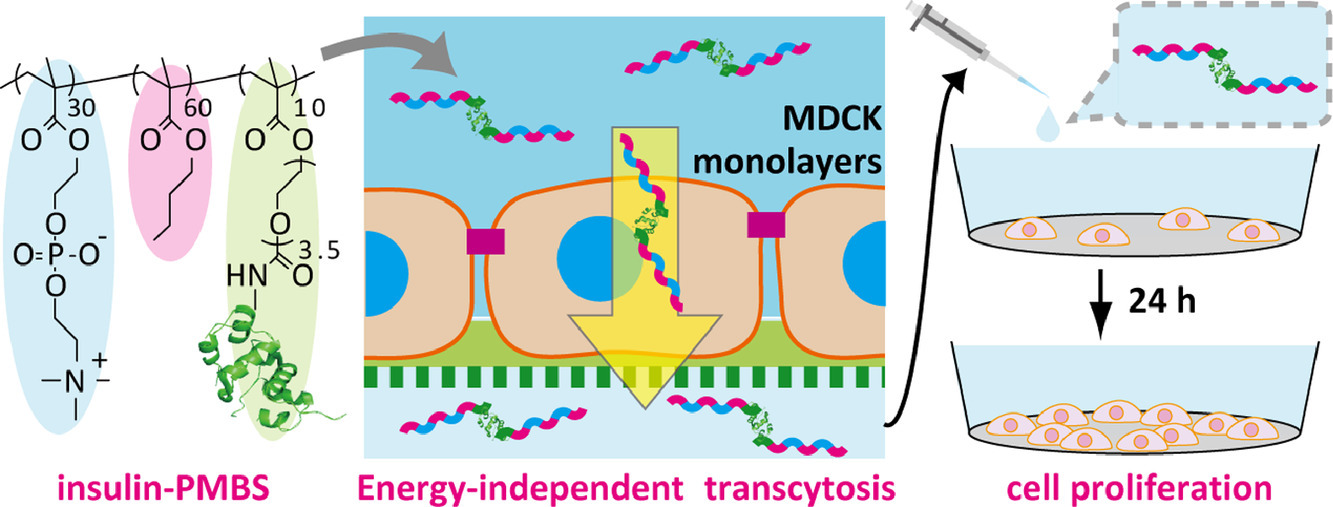 30
60
10
O
O
O
O
O
O
O
O
O=P-O-
O
3.5
O
HN
+
N
MDCK
monolayers
24 h
insulin-PMBS
Energy-independent transcytosis
cell proliferation